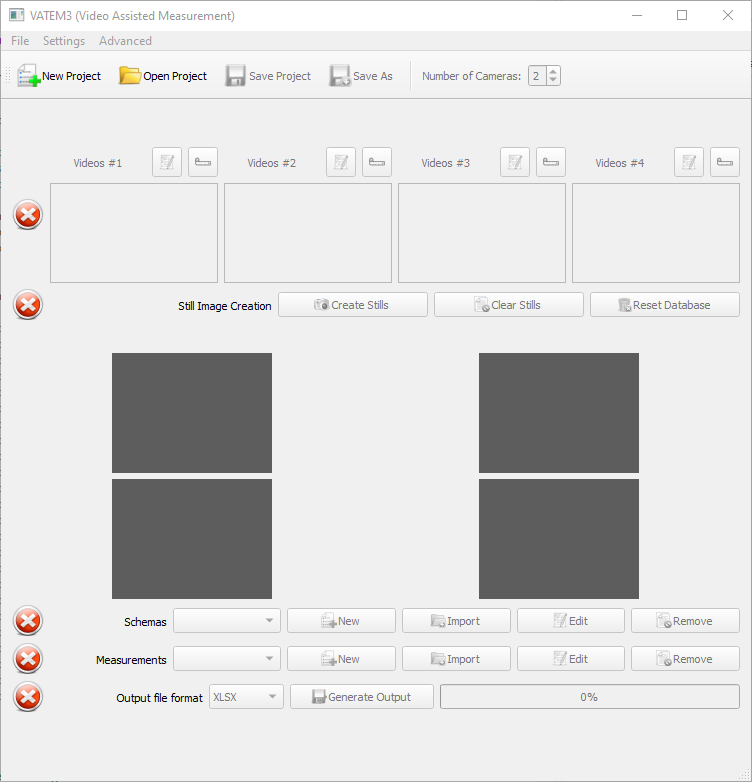 VATEM3 (Video Assisted Measurement)
File Settings Advanced
New Project Open Project Save Project Save As Number of Cameras: 2
Videos #1 Videos #2 Videos #3 Videos #4
Still Image Creation Create Stills Clear Stills Reset Database
Schemas New Import Edit Remove
Measurements New Import Edit Remove
Output file format XLSX Generate Output 0%